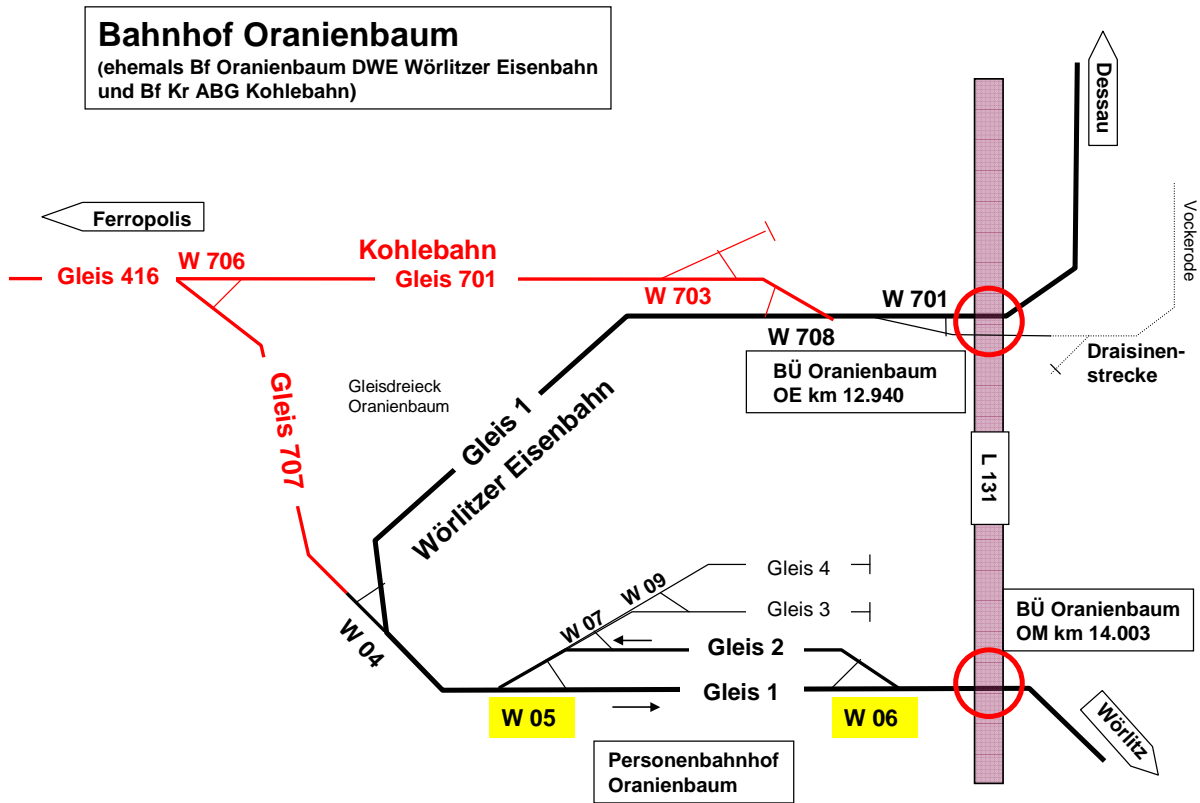 Bahnhof Oranienbaum
(ehemals Bf Oranienbaum DWE Wörlitzer Eisenbahn
und Bf Kr ABG Kohlebahn)
Dessau
Ferropolis
Vockerode
W 706
Kohlebahn
Gleis 416
Gleis 701
W 703
W 701
W 708
Draisinen-
strecke
BÜ Oranienbaum
OE km 12.940
Gleisdreieck
Oranienbaum
Gleis 707
Gleis 1
Wörlitzer Eisenbahn
L 131
W 04
W 07
W 09
Gleis 4
Gleis 3
BÜ Oranienbaum
OM km 14.003
Gleis 2
Gleis 1
W 05
W 06
Wörlitz
Personenbahnhof
Oranienbaum